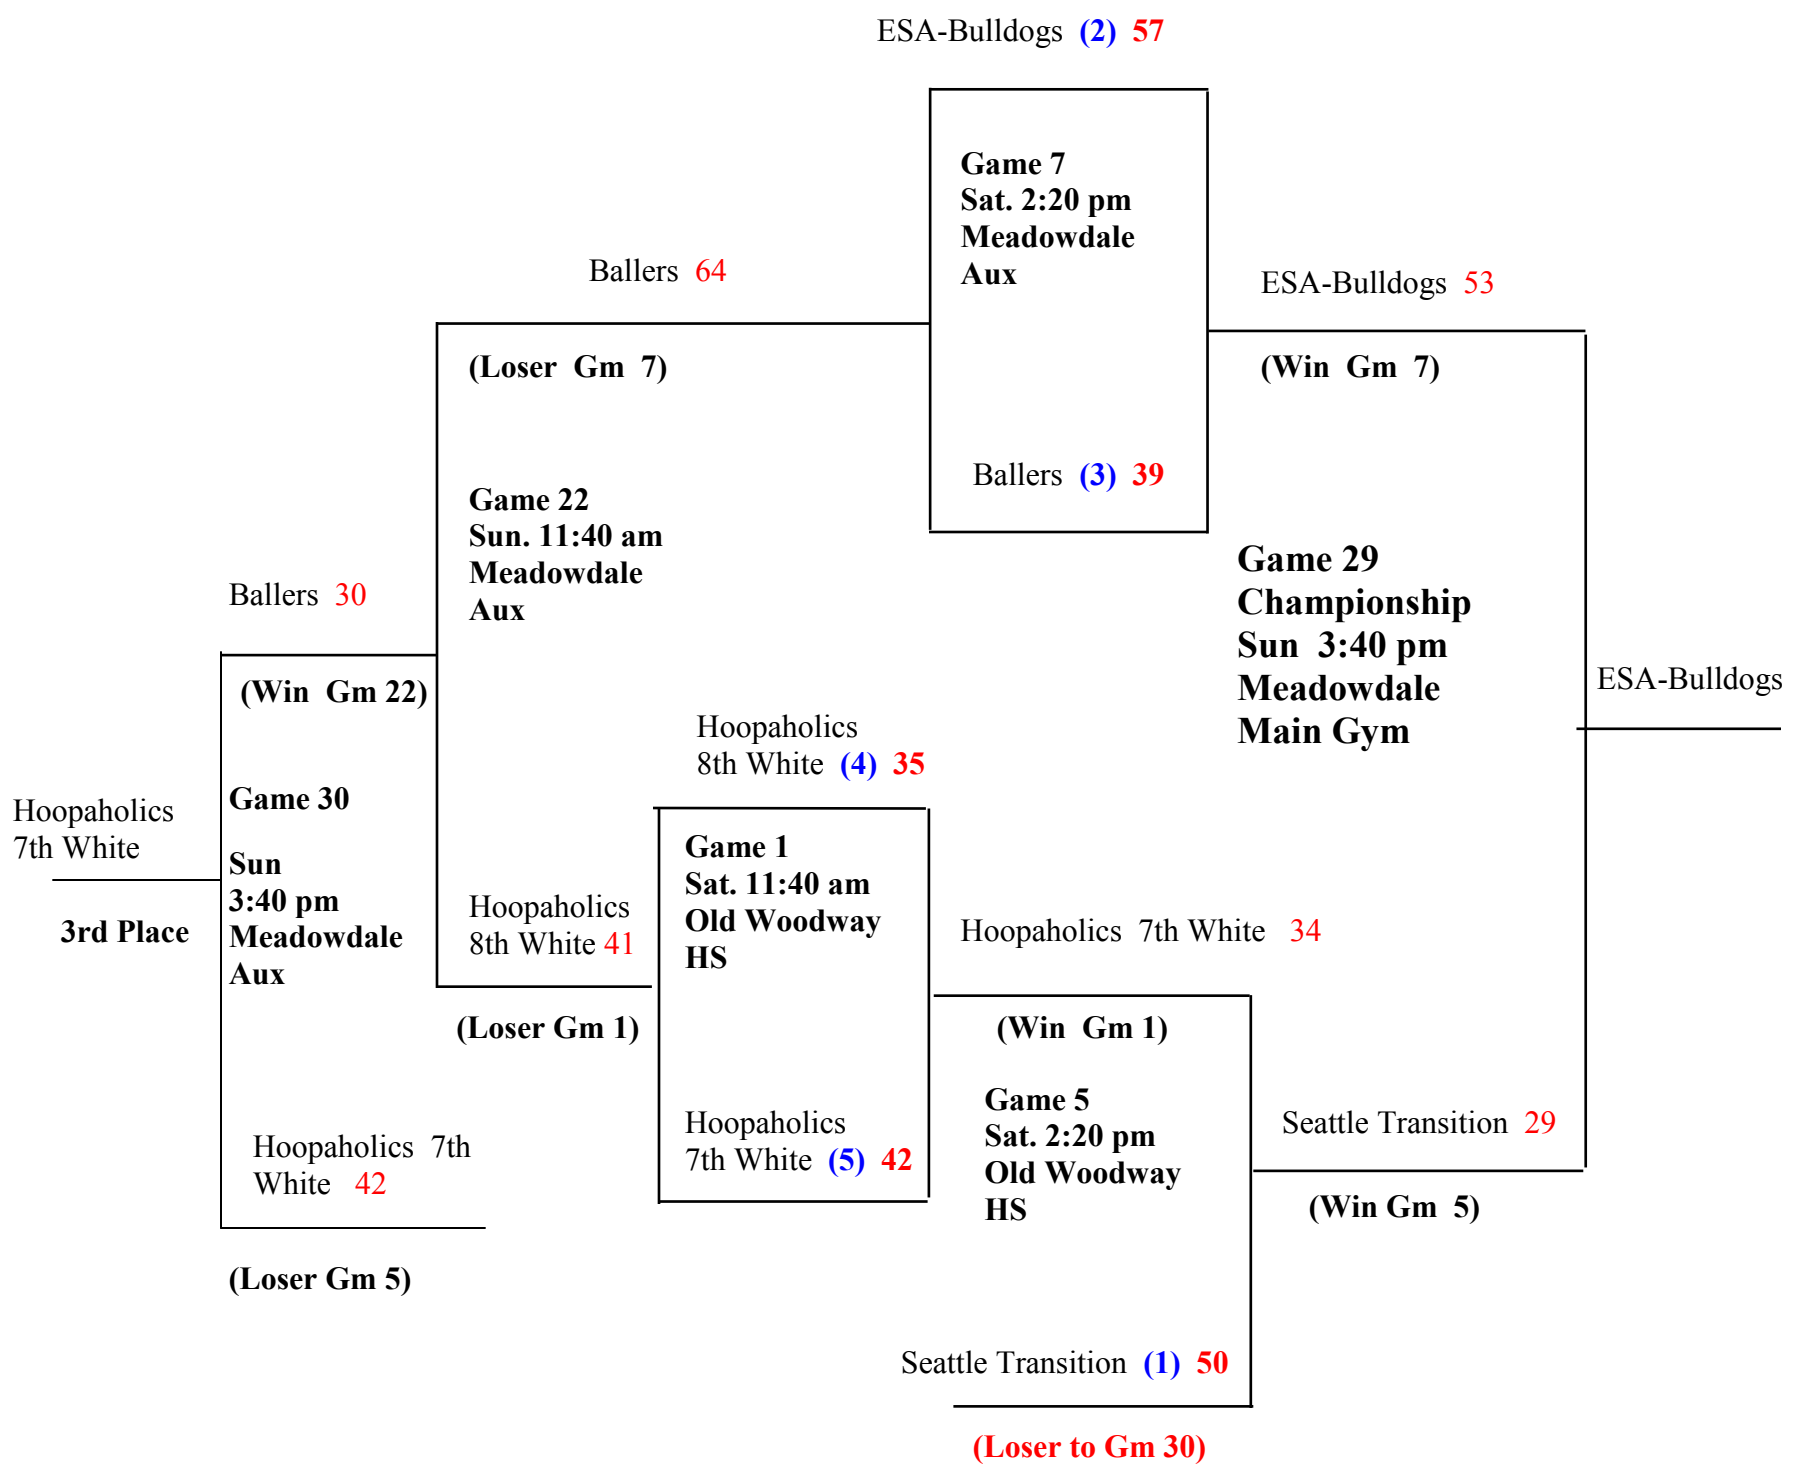 ESA-Bulldogs (2) 57
Game 7
Sat. 2:20 pm
Meadowdale
Aux
Ballers 64
ESA-Bulldogs 53
(Loser Gm 7)
(Win Gm 7)
Ballers (3) 39
Game 22
Sun. 11:40 am
Meadowdale
Aux
Game 29
Championship
Sun 3:40 pm
Meadowdale
Main Gym
Ballers 30
(Win Gm 22)
ESA-Bulldogs
Hoopaholics
8th White (4) 35
Game 30
Sun
3:40 pm
Meadowdale
Aux
Hoopaholics
7th White
3rd Place
Game 1
Sat. 11:40 am
Old Woodway
HS
Hoopaholics
8th White 41
Hoopaholics 7th White 34
(Loser Gm 1)
(Win Gm 1)
Hoopaholics
7th White (5) 42
Game 5
Sat. 2:20 pm
Old Woodway
HS
Seattle Transition 29
Hoopaholics 7th
White 42
(Win Gm 5)
(Loser Gm 5)
Seattle Transition (1) 50
(Loser to Gm 30)